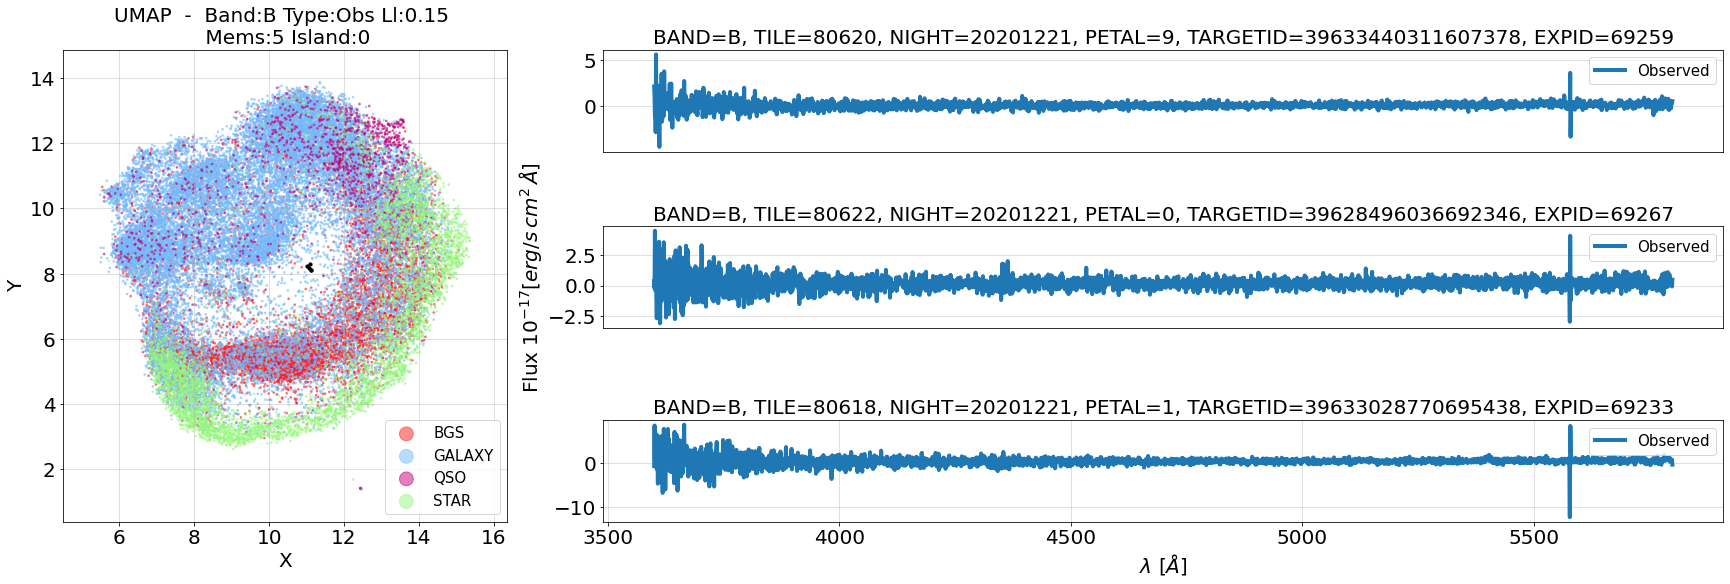 UMAP - Band:B Type:Obs Ll:0.15
Mems:5 Island:0
14
12
10
8
6
4
2
Y
6
8
10
12
14
16
X
BGS
GALAXY
QSO
STAR
Flux 10⁻¹⁷[erg/s cm² Å]
BAND=B, TILE=80620, NIGHT=20201221, PETAL=9, TARGETID=39633440311607378, EXPID=69259
5
0
Observed
BAND=B, TILE=80622, NIGHT=20201221, PETAL=0, TARGETID=39628496036692346, EXPID=69267
2.5
0.0
−2.5
Observed
BAND=B, TILE=80618, NIGHT=20201221, PETAL=1, TARGETID=39633028770695438, EXPID=69233
0
−10
Observed
3500
4000
4500
5000
5500
λ [Å]